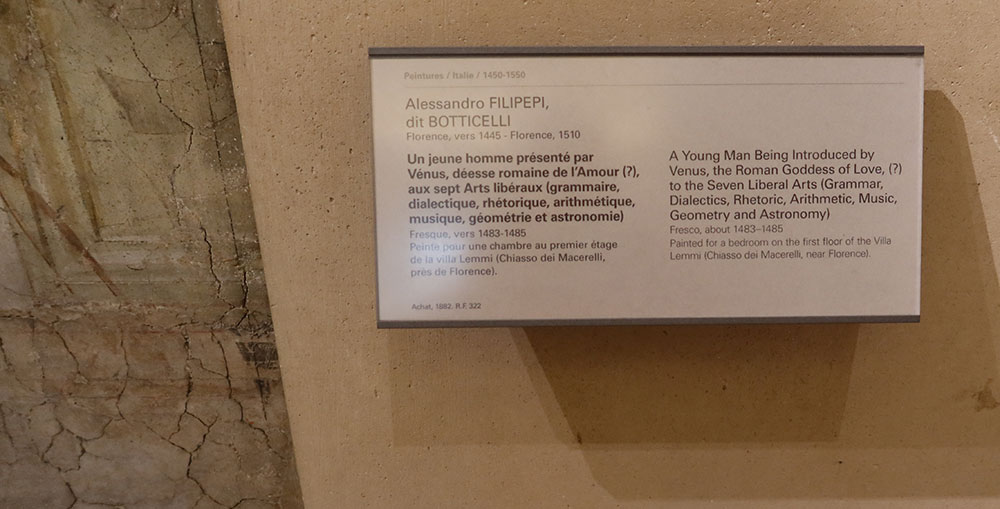 Peintures / Italie / 1450-1550
Alessandro FILIPEPI,
dit BOTTICELLI
Florence, vers 1445 - Florence, 1510
Un jeune homme présenté par
Vénus, déesse romaine de l'Amour (?),
aux sept Arts libéraux (grammaire,
dialectique, rhétorique, arithmétique,
musique, géométrie et astronomie)
Fresque, vers 1483-1485
Peinte pour une chambre au premier étage
de la villa Lemmi (Chiasso dei Macerelli,
près de Florence).
Achat, 1882. R.F. 322
A Young Man Being Introduced by
Venus, the Roman Goddess of Love, (?)
to the Seven Liberal Arts (Grammar,
Dialectics, Rhetoric, Arithmetic, Music,
Geometry and Astronomy)
Fresco, about 1483–1485
Painted for a bedroom on the first floor of the Villa
Lemmi (Chiasso dei Macerelli, near Florence).